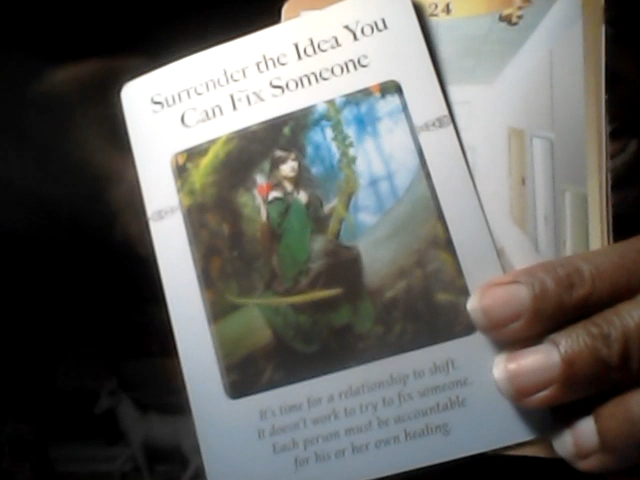 Surrender the Idea You
Can Fix Someone
24
It's time for a relationship to shift.
It doesn't work to try to fix someone.
Each person must be accountable
for his or her own healing.